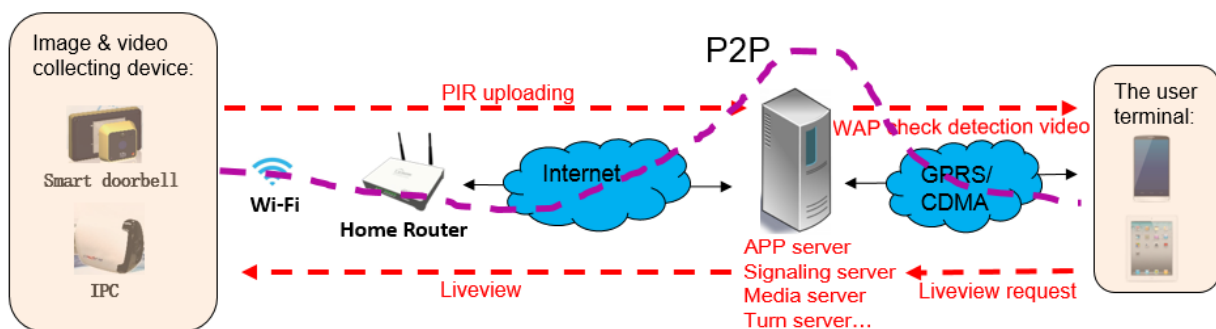 Image & video
collecting device:
Smart doorbell
IPC
Wi-Fi
Home Router
PIR uploading
P2P
Internet
WAP check detection video
GPRS/
CDMA
The user
terminal:
Liveview
APP server
Signaling server
Media server
Turn server...
Liveview request